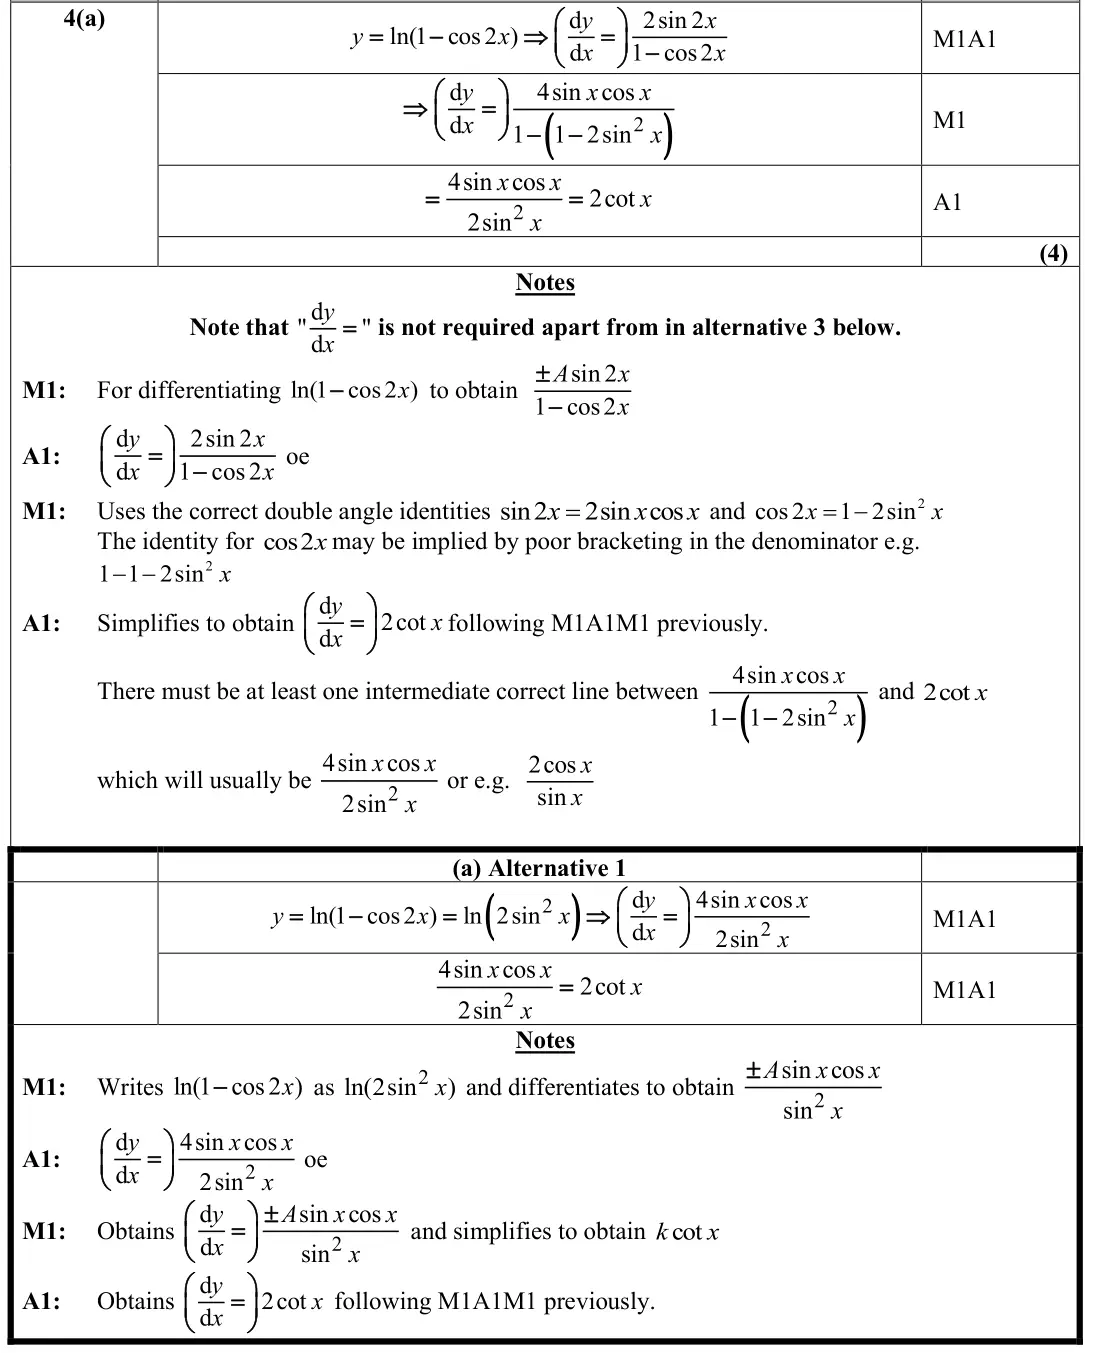 4(a)
y = ln(1 − cos 2x) ⇒ (dy/dx =) 2 sin 2x / (1 − cos 2x)
M1A1
⇒ (dy/dx =) 4 sin x cos x / (1 − (1 − 2 sin² x))
M1
= 4 sin x cos x / (2 sin² x) = 2 cot x
A1
(4)
Notes
Note that "dy/dx =" is not required apart from in alternative 3 below.
M1: For differentiating ln(1 − cos 2x) to obtain ±A sin 2x / (1 − cos 2x)
A1: (dy/dx =) 2 sin 2x / (1 − cos 2x) oe
M1: Uses the correct double angle identities sin 2x = 2 sin x cos x and cos 2x = 1 − 2 sin² x
The identity for cos 2x may be implied by poor bracketing in the denominator e.g.
1 − 1 − 2 sin² x
A1: Simplifies to obtain (dy/dx =) 2 cot x following M1A1M1 previously.
There must be at least one intermediate correct line between 4 sin x cos x / (1 − (1 − 2 sin² x)) and 2 cot x
which will usually be 4 sin x cos x / (2 sin² x) or e.g. 2 cos x / sin x
(a) Alternative 1
y = ln(1 − cos 2x) = ln(2 sin² x) ⇒ (dy/dx =) 4 sin x cos x / (2 sin² x)
M1A1
4 sin x cos x / (2 sin² x) = 2 cot x
M1A1
Notes
M1: Writes ln(1 − cos 2x) as ln(2 sin² x) and differentiates to obtain ±A sin x cos x / sin² x
A1: (dy/dx =) 4 sin x cos x / (2 sin² x) oe
M1: Obtains (dy/dx =) ±A sin x cos x / sin² x and simplifies to obtain k cot x
A1: Obtains (dy/dx =) 2 cot x following M1A1M1 previously.